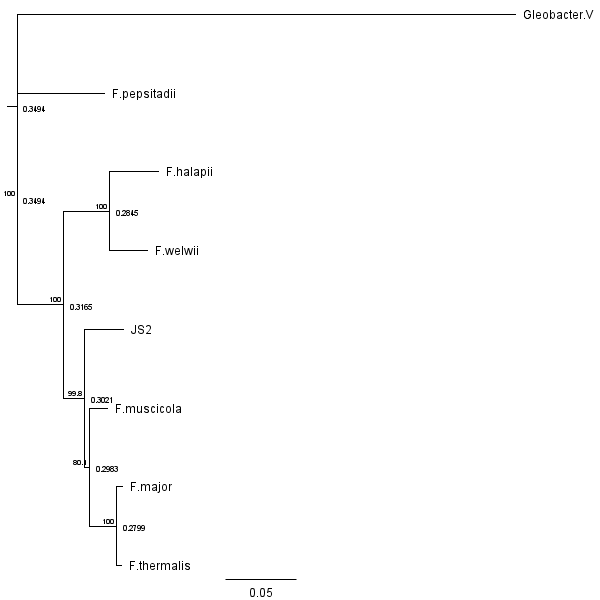 Gleobacter.V
F.pepsitadii
0.3494
F.halapii
100
0.3494
100
0.2845
F.welwii
100
0.3165
JS2
99.8
0.3021
F.muscicola
80.1
0.2983
F.major
100
0.2799
F.thermalis
0.05